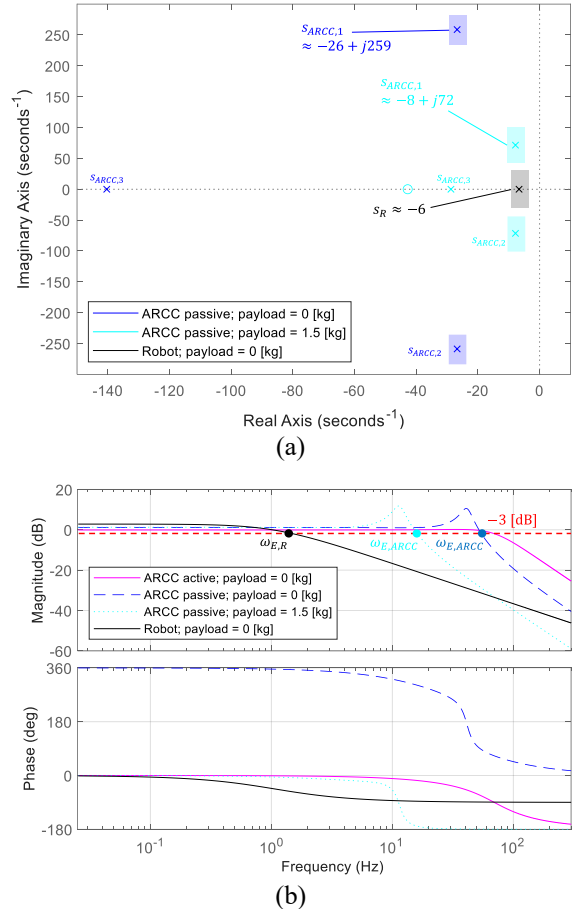 250
200
150
100
50
0
-50
-100
-150
-200
-250
Imaginary Axis (seconds⁻¹)
s_ARCC,1
≈ −26 + j259
s_ARCC,1
≈ −8 + j72
s_ARCC,3
s_ARCC,3
s_R ≈ −6
s_ARCC,2
s_ARCC,2
ARCC passive; payload = 0 [kg]
ARCC passive; payload = 1.5 [kg]
Robot; payload = 0 [kg]
-140 -120 -100 -80 -60 -40 -20 0
Real Axis (seconds⁻¹)
(a)
20
0
-20
-40
-60
Magnitude (dB)
−3 [dB]
ω_E,R
ω_E,ARCC
ω_E,ARCC
ARCC active; payload = 0 [kg]
ARCC passive; payload = 0 [kg]
ARCC passive; payload = 1.5 [kg]
Robot; payload = 0 [kg]
360
180
0
-180
Phase (deg)
10⁻¹ 10⁰ 10¹ 10²
Frequency (Hz)
(b)